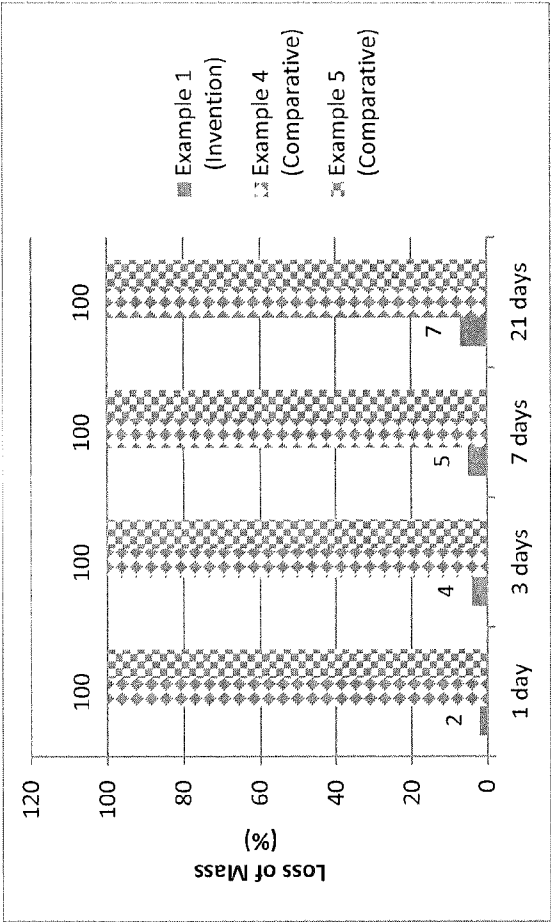 Loss of Mass
(%)
120
100
80
60
40
20
0
100
100
100
100
2
4
5
7
1 day
3 days
7 days
21 days
Example 1
(Invention)
Example 4
(Comparative)
Example 5
(Comparative)